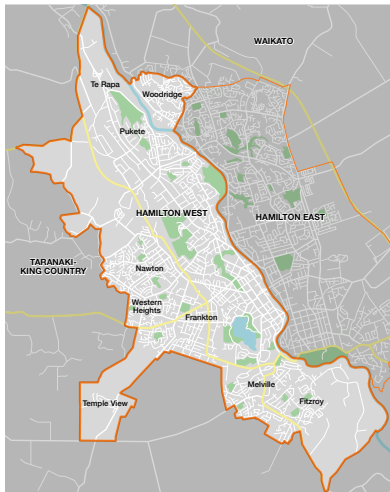 WAIKATO
Te Rapa
Woodridge
Pukete
HAMILTON WEST
HAMILTON EAST
TARANAKI-
KING COUNTRY
Nawton
Western
Heights
Frankton
Melville
Temple View
Fitzroy